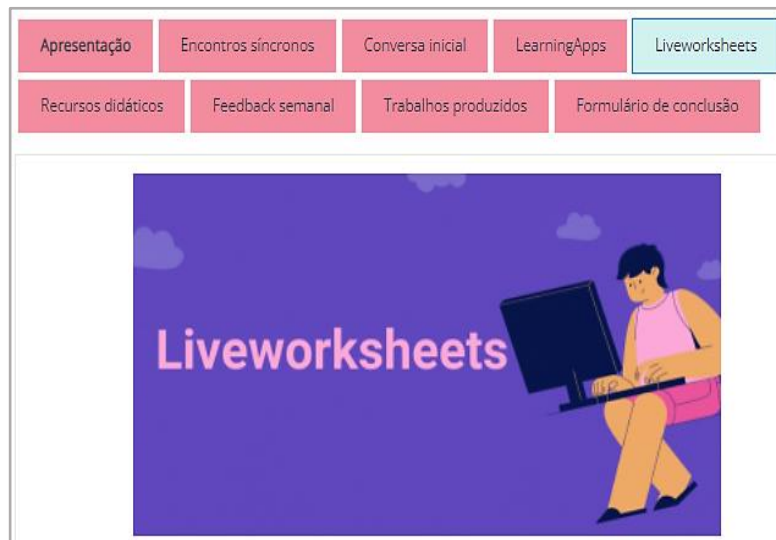 Apresentação Encontros síncronos Conversa inicial LearningApps Liveworksheets
Recursos didáticos Feedback semanal Trabalhos produzidos Formulário de conclusão
Liveworksheets